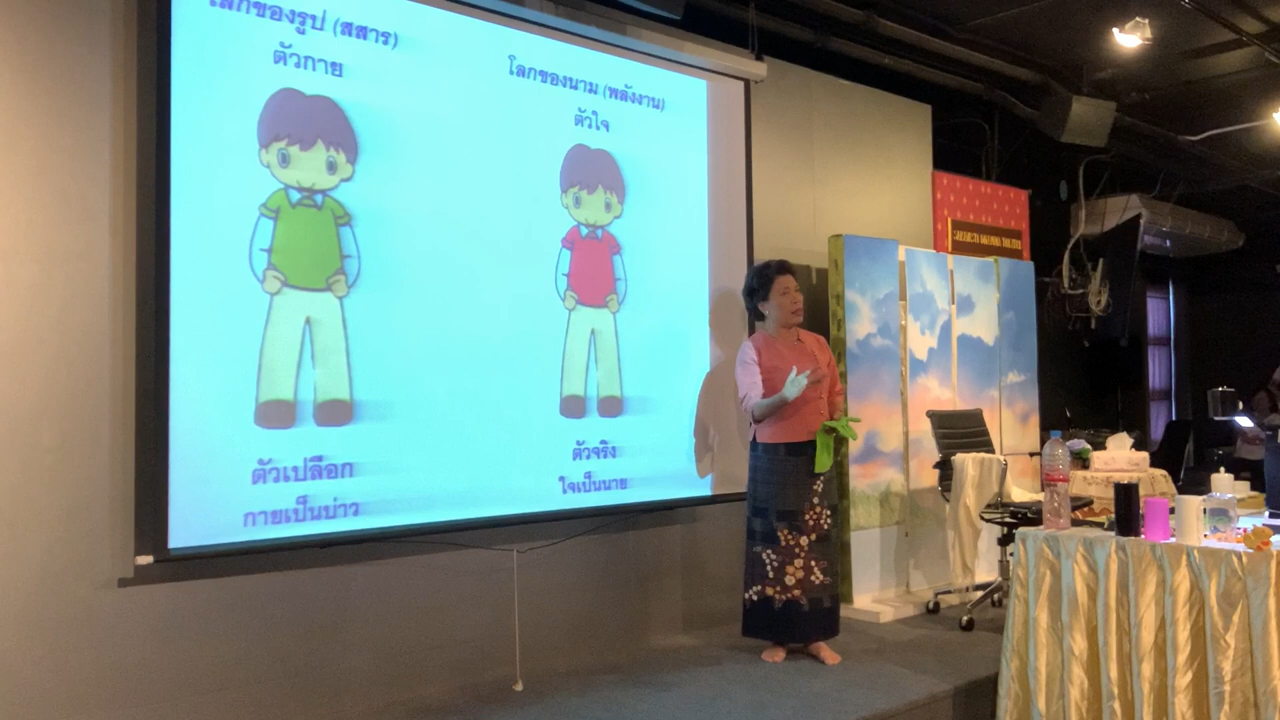 โลกของรูป (สสาร)
ตัวกาย
โลกของนาม (พลังงาน)
ตัวใจ
ตัวเปลือก
กายเป็นบ่าว
ตัวจริง
ใจเป็นนาย